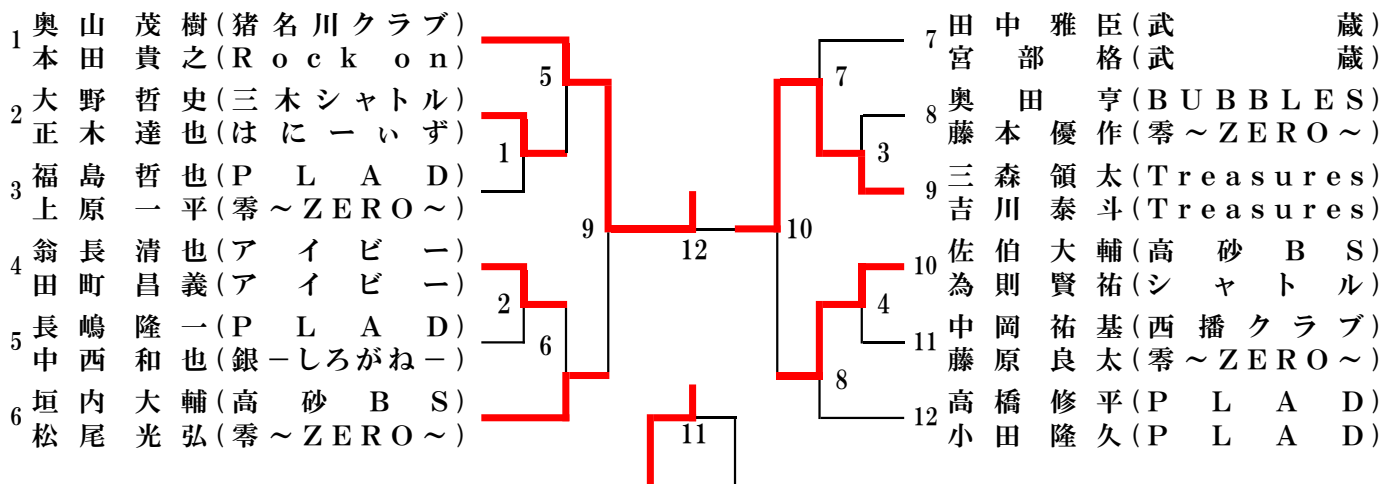 1
奥山茂樹(猪名川クラブ)
本田貴之(Rock on)
2
大野哲史(三木シャトル)
正木達也(はにーぃず)
3
福島哲也(PLAD)
上原一平(零～ZERO～)
4
翁長清也(アイビー)
田町昌義(アイビー)
5
長嶋隆一(PLAD)
中西和也(銀－しろがね－)
6
垣内大輔(高砂BS)
松尾光弘(零～ZERO～)
5
1
2
6
9
12
11
10
7
3
4
8
7
田中雅臣(武蔵)
宮部格(武蔵)
8
奥田亨(BUBBLES)
藤本優作(零～ZERO～)
9
三森領太(Treasures)
吉川泰斗(Treasures)
10
佐伯大輔(高砂BS)
為則賢祐(シャトル)
11
中岡祐基(西播クラブ)
藤原良太(零～ZERO～)
12
高橋修平(PLAD)
小田隆久(PLAD)